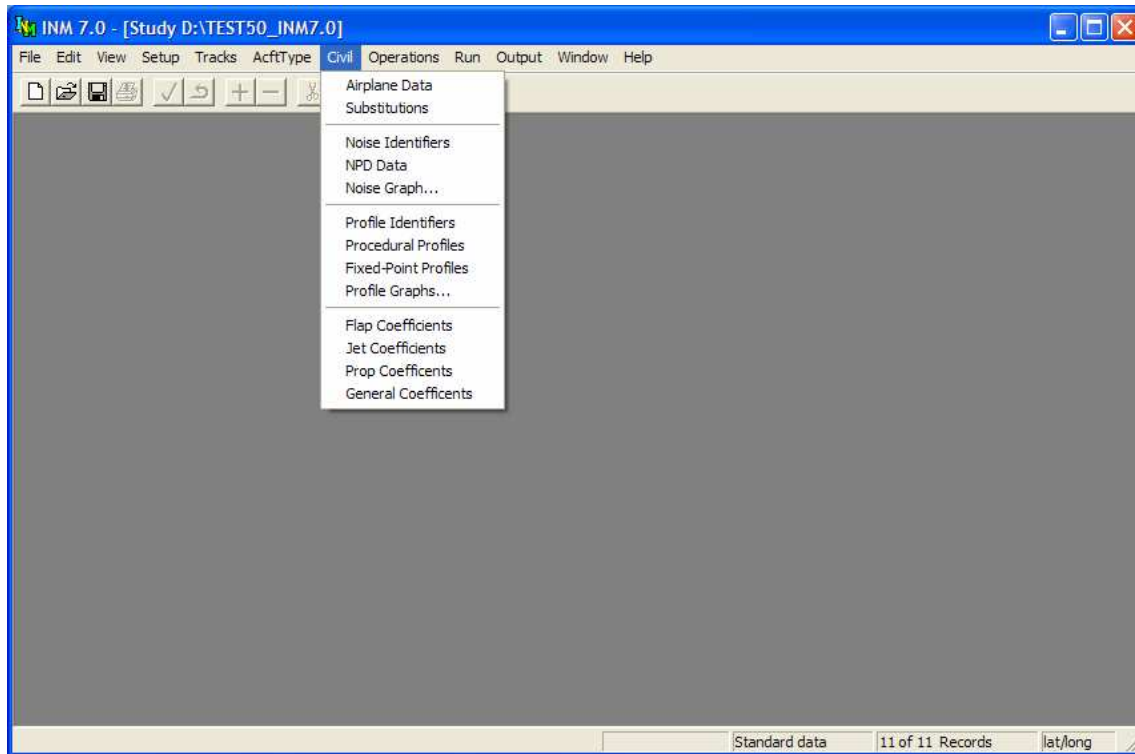 INM 7.0 - [Study D:\TEST50_INM7.0]
File Edit View Setup Tracks AcftType Civil Operations Run Output Window Help
Airplane Data
Substitutions
Noise Identifiers
NPD Data
Noise Graph...
Profile Identifiers
Procedural Profiles
Fixed-Point Profiles
Profile Graphs...
Flap Coefficients
Jet Coefficients
Prop Coefficents
General Coefficents
Standard data 11 of 11 Records lat/long